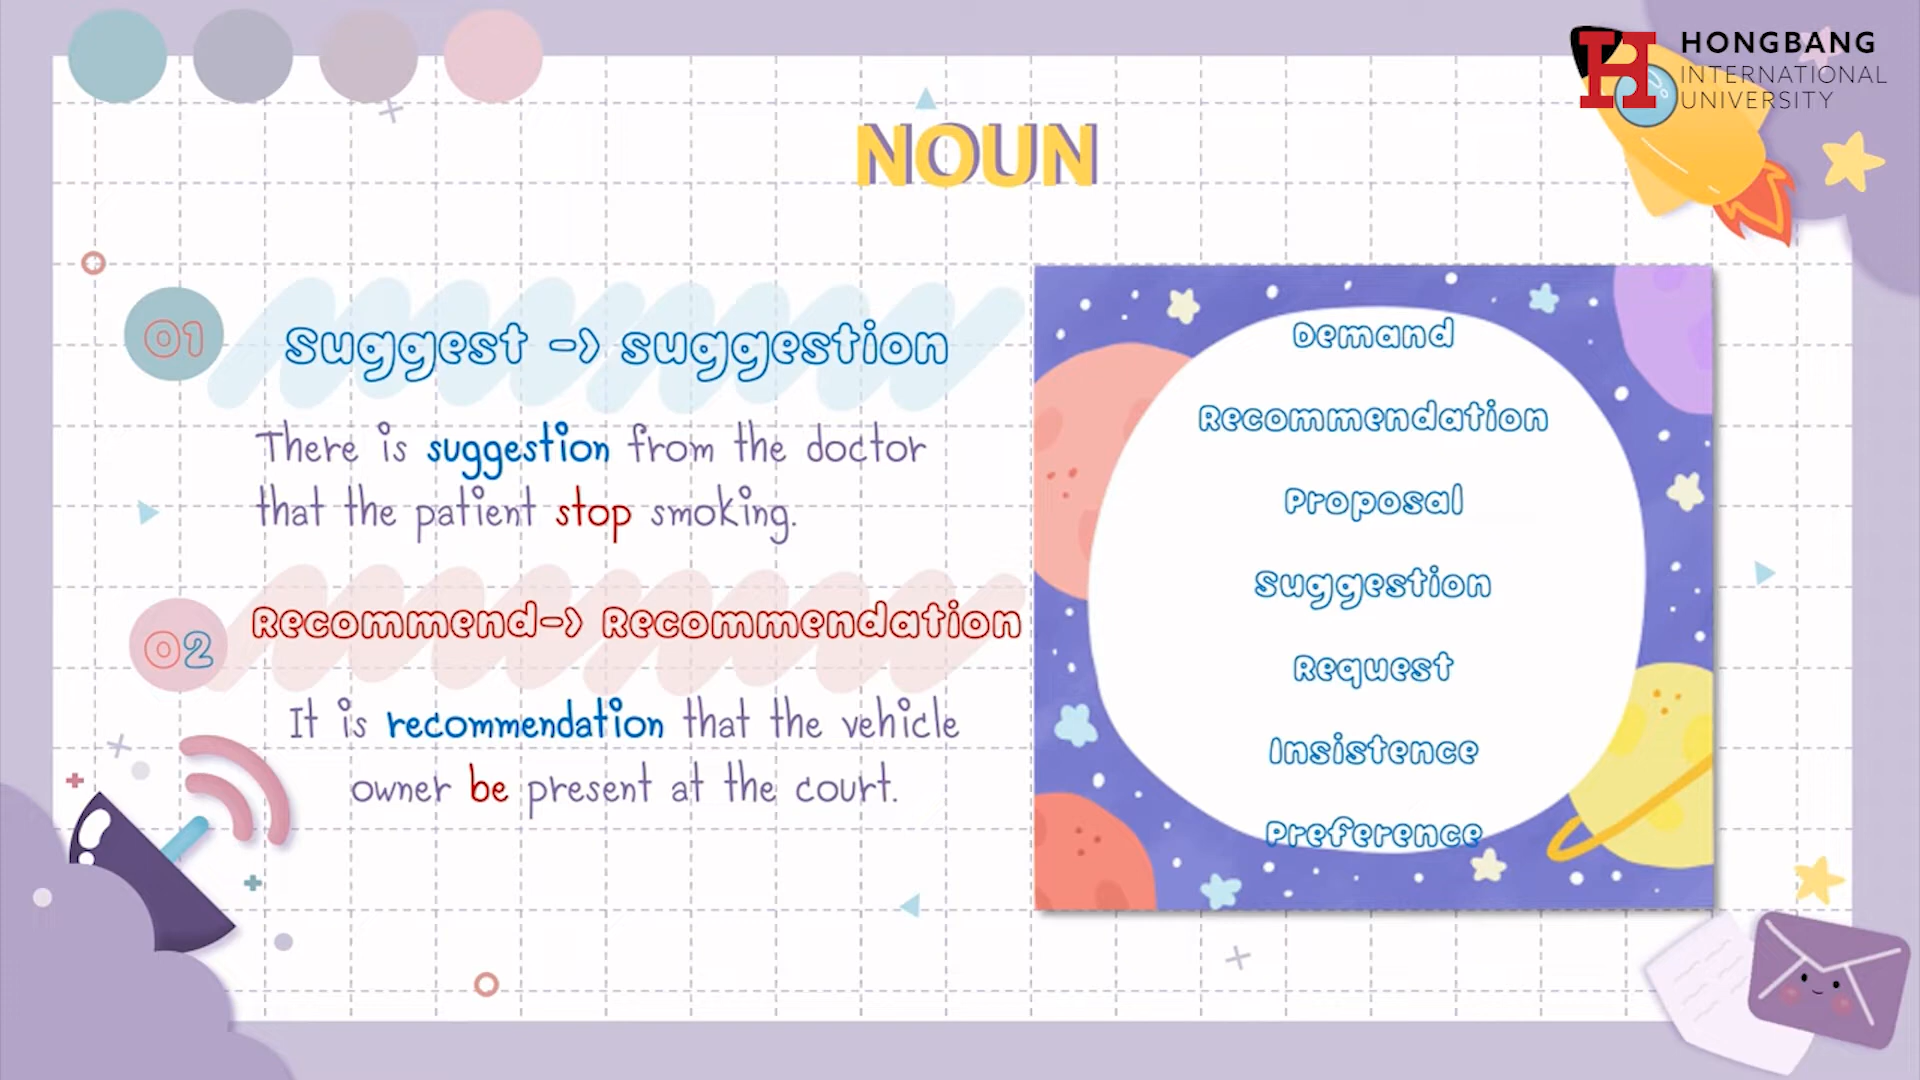 HONGBANG
INTERNATIONAL
UNIVERSITY
NOUN
01
Suggest -> suggestion
There is suggestion from the doctor
that the patient stop smoking.
02
Recommend-> Recommendation
It is recommendation that the vehicle
owner be present at the court.
Demand
Recommendation
Proposal
Suggestion
Request
Insistence
Preference